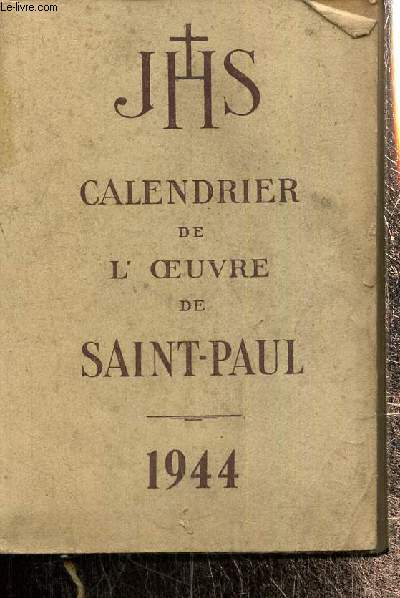 Le-livre.com
JHS
CALENDRIER
DE
L'ŒUVRE
DE
SAINT-PAUL
1944